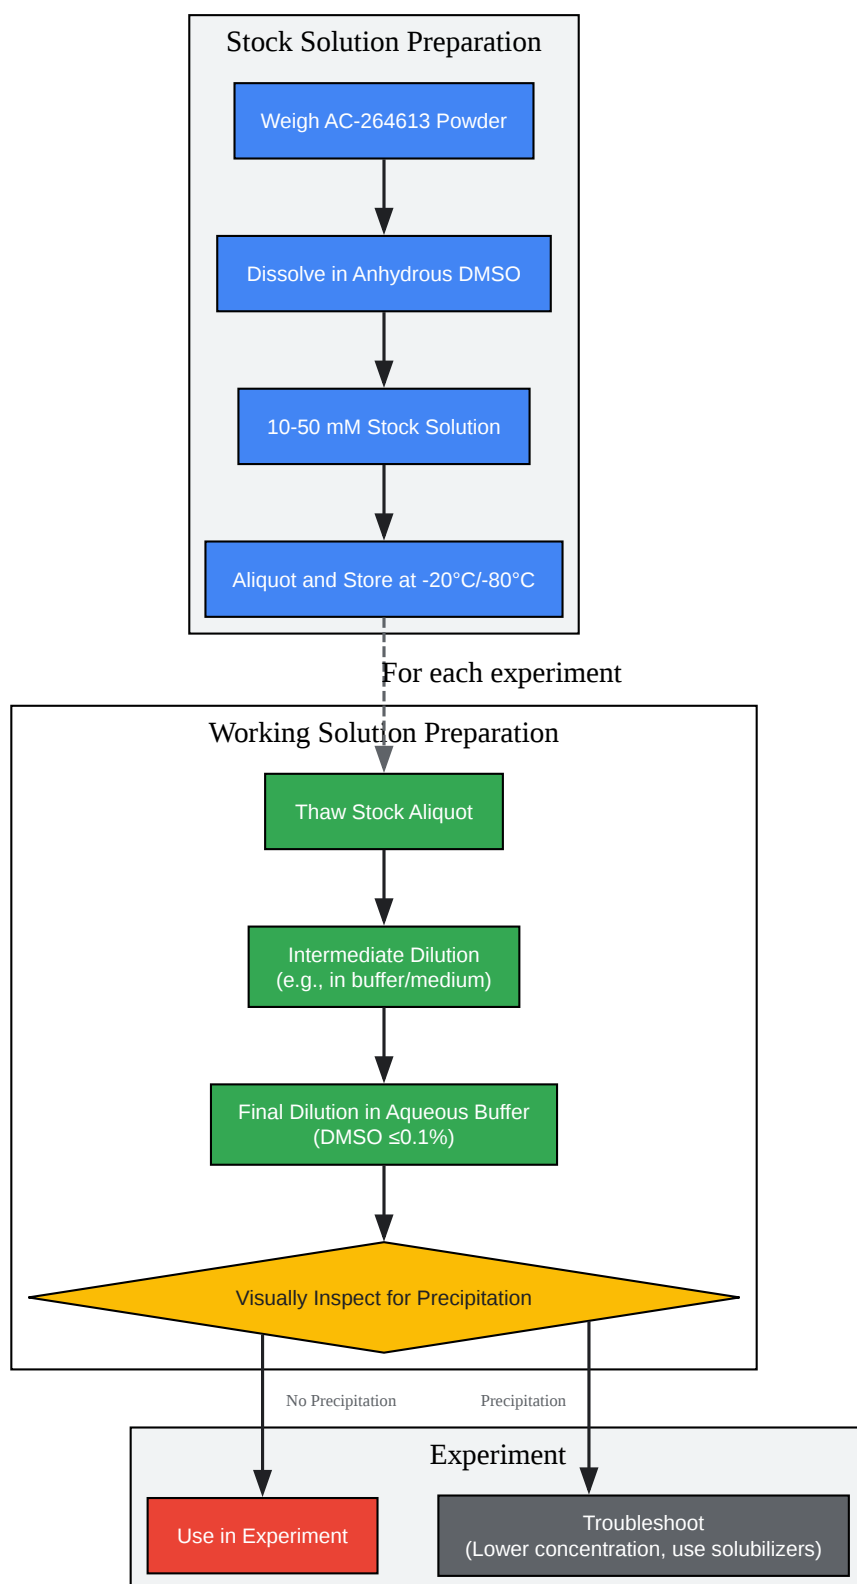 Stock Solution Preparation
Weigh AC-264613 Powder
Dissolve in Anhydrous DMSO
10-50 mM Stock Solution
Aliquot and Store at -20°C/-80°C
For each experiment
Working Solution Preparation
Thaw Stock Aliquot
Intermediate Dilution
(e.g., in buffer/medium)
Final Dilution in Aqueous Buffer
(DMSO ≤0.1%)
Visually Inspect for Precipitation
No Precipitation
Precipitation
Experiment
Use in Experiment
Troubleshoot
(Lower concentration, use solubilizers)